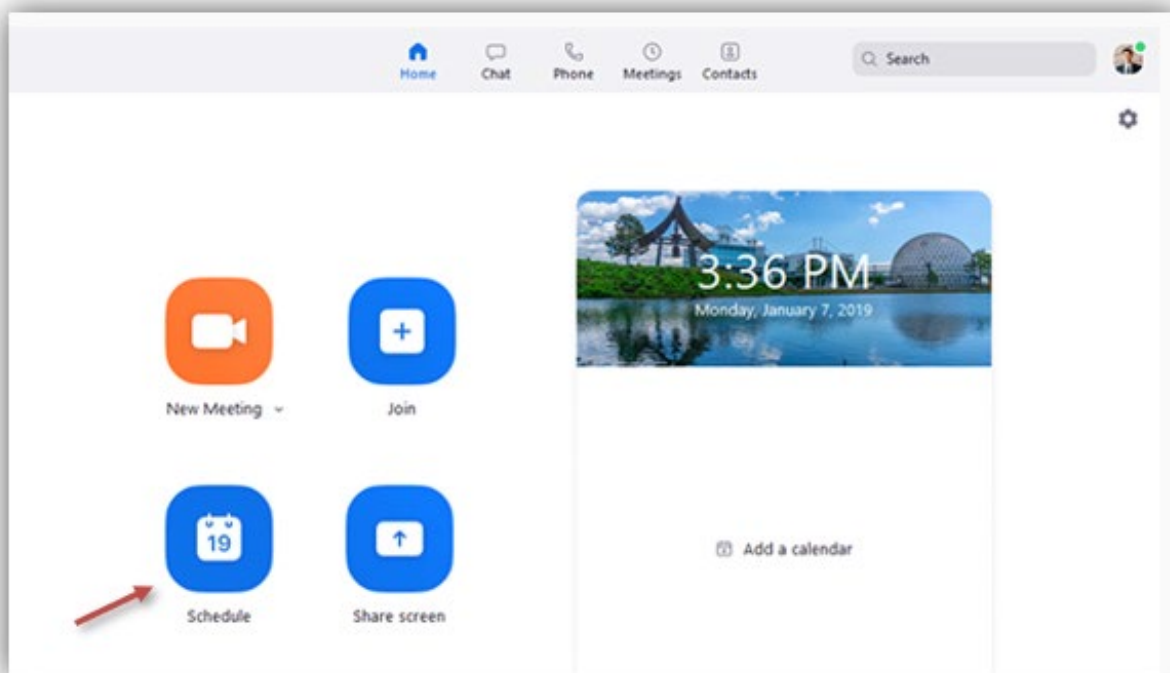 Home Chat Phone Meetings Contacts Search
3:36 PM
Monday, January 7, 2019
New Meeting Join
19
Add a calendar
Schedule Share screen